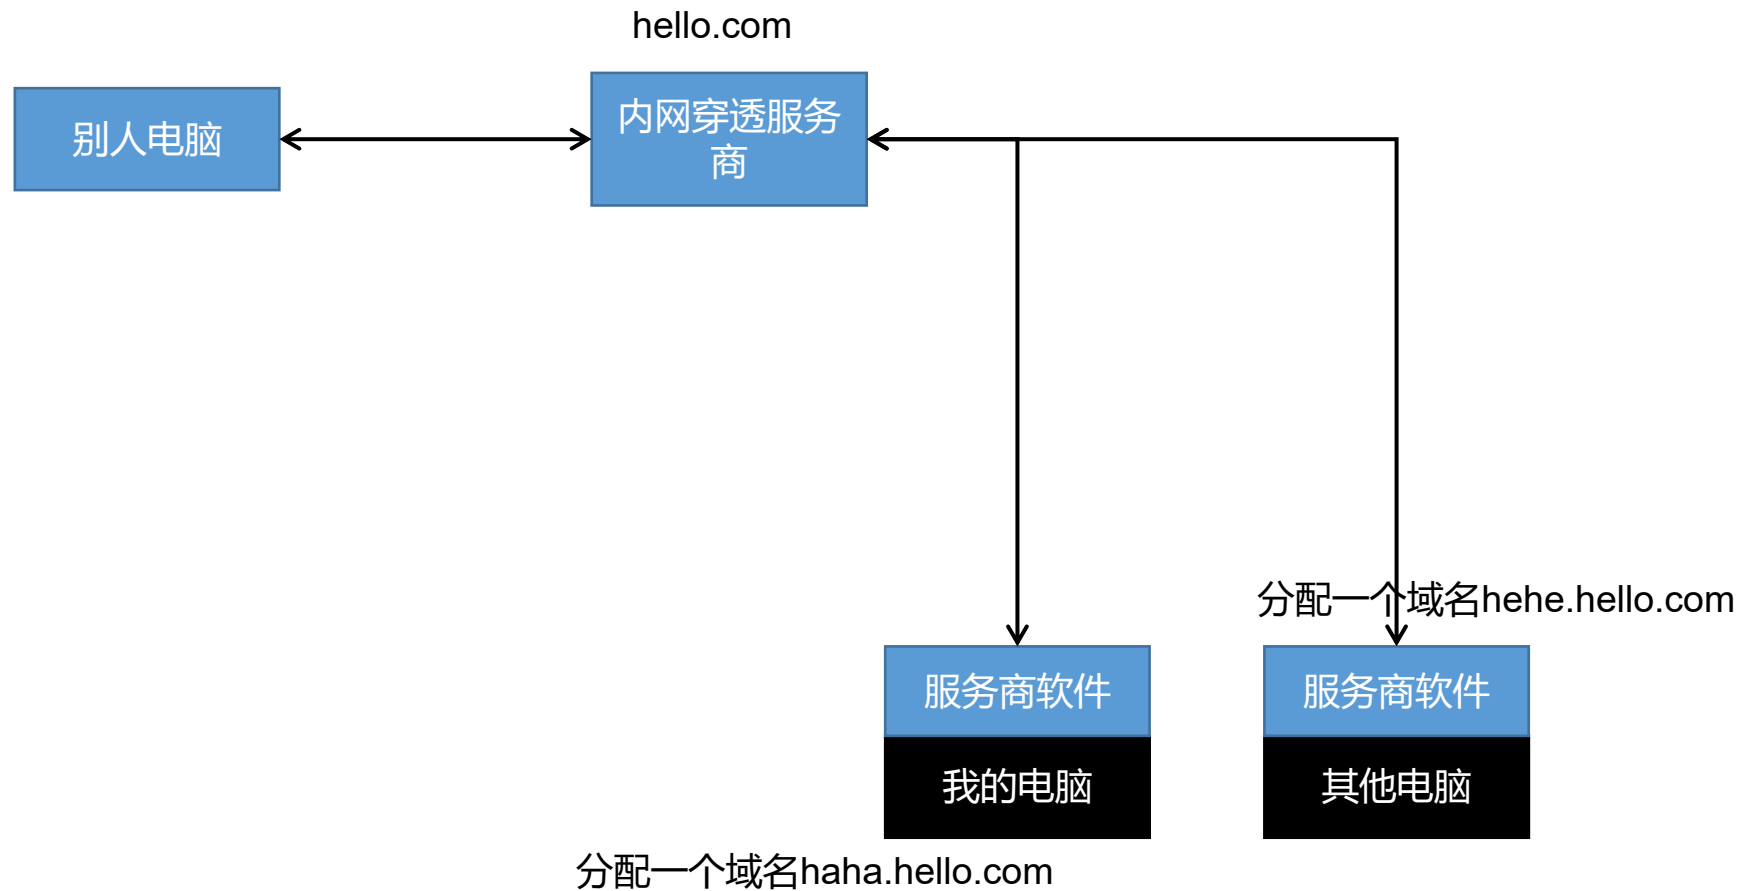 hello.com
别人电脑
内网穿透服务
商
分配一个域名hehe.hello.com
服务商软件
服务商软件
我的电脑
其他电脑
分配一个域名haha.hello.com